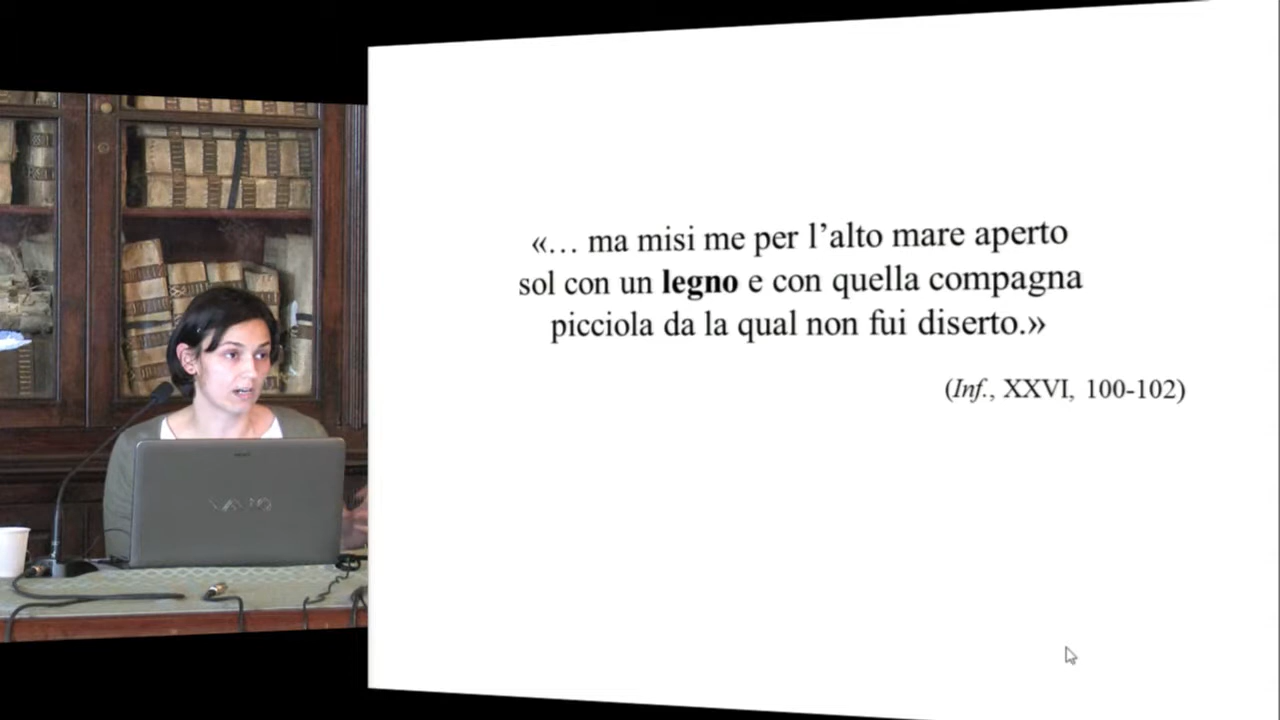 «… ma misi me per l’alto mare aperto
sol con un legno e con quella compagna
picciola da la qual non fui diserto.»
(Inf., XXVI, 100-102)
VAIO